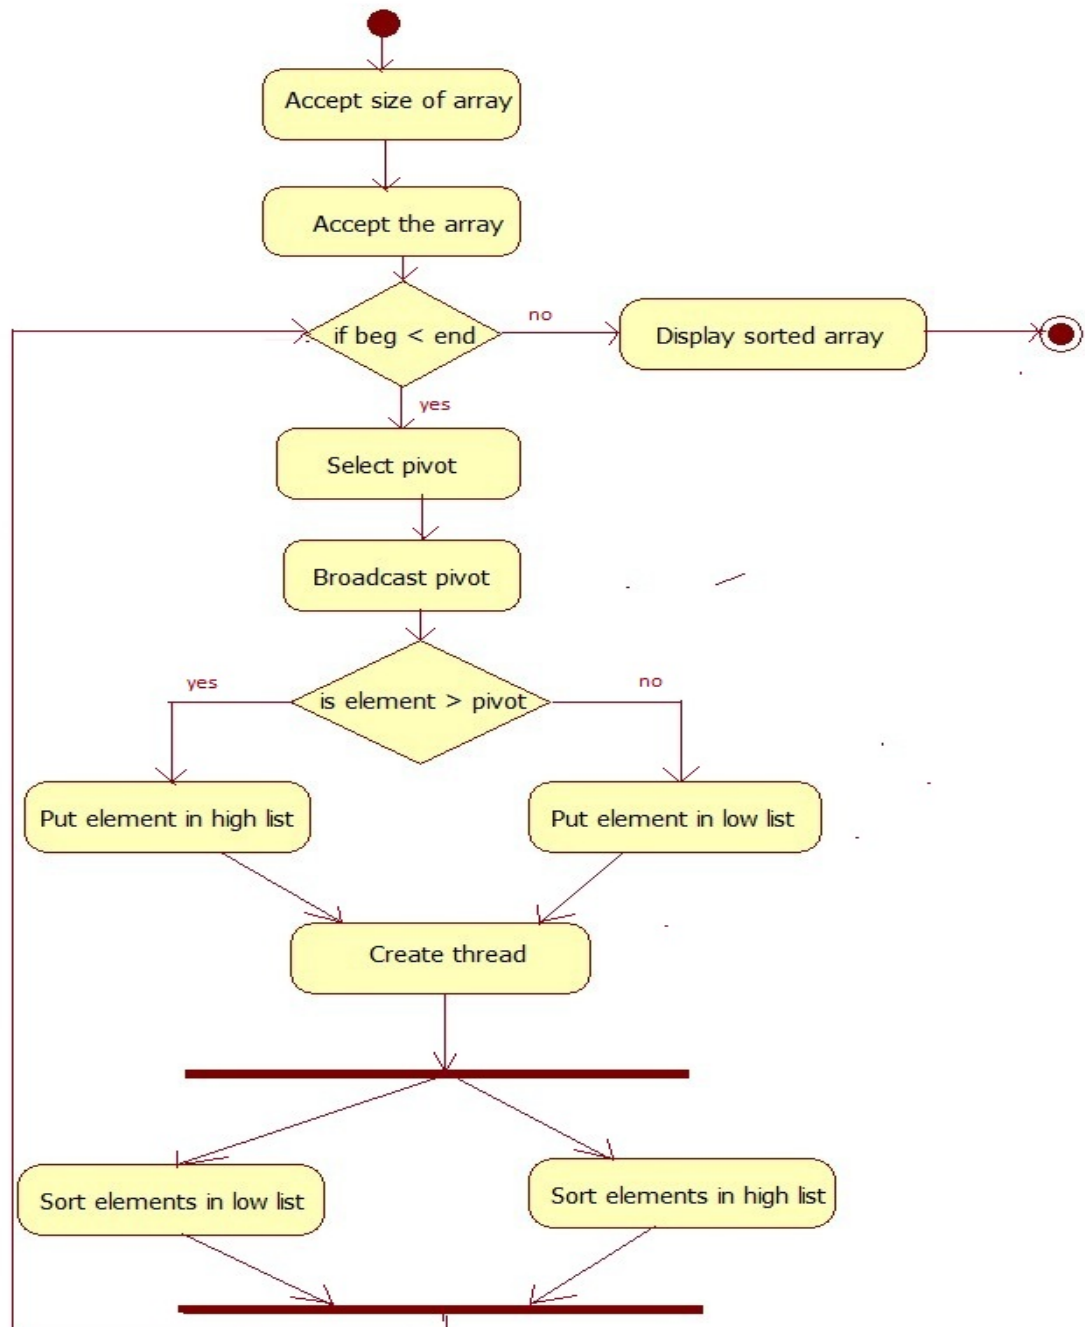 Accept size of array
Accept the array
if beg < end
no
Display sorted array
yes
Select pivot
Broadcast pivot
yes
is element > pivot
no
Put element in high list
Put element in low list
Create thread
Sort elements in low list
Sort elements in high list